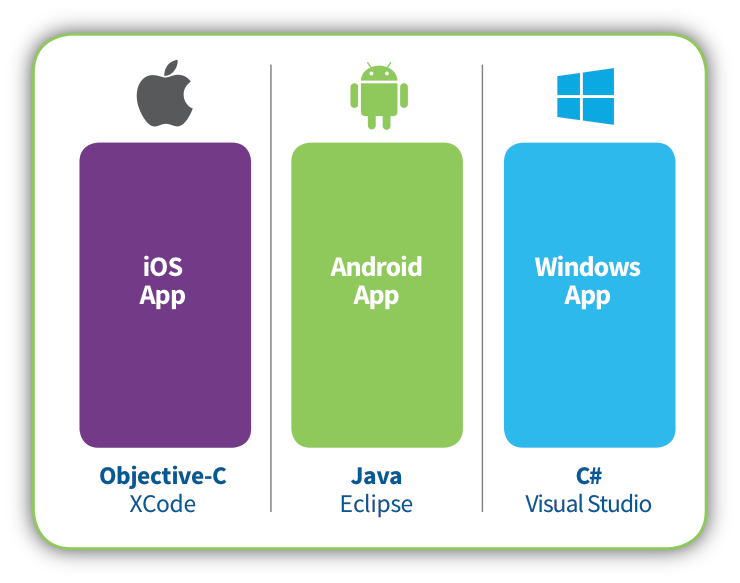 iOS
App
Android
App
Windows
App
Objective-C
XCode
Java
Eclipse
C#
Visual Studio